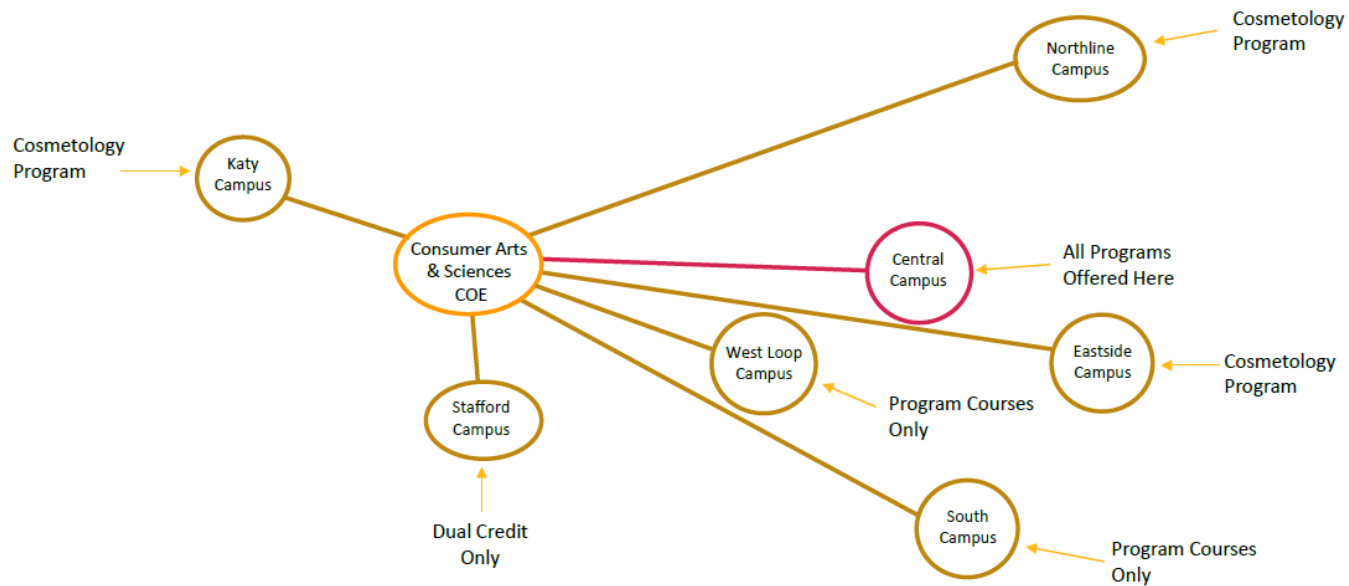 Cosmetology
Program
Northline
Campus
Cosmetology
Program
Katy
Campus
Consumer Arts
& Sciences
COE
Central
Campus
All Programs
Offered Here
West Loop
Campus
Eastside
Campus
Cosmetology
Program
Program Courses
Only
Stafford
Campus
South
Campus
Dual Credit
Only
Program Courses
Only